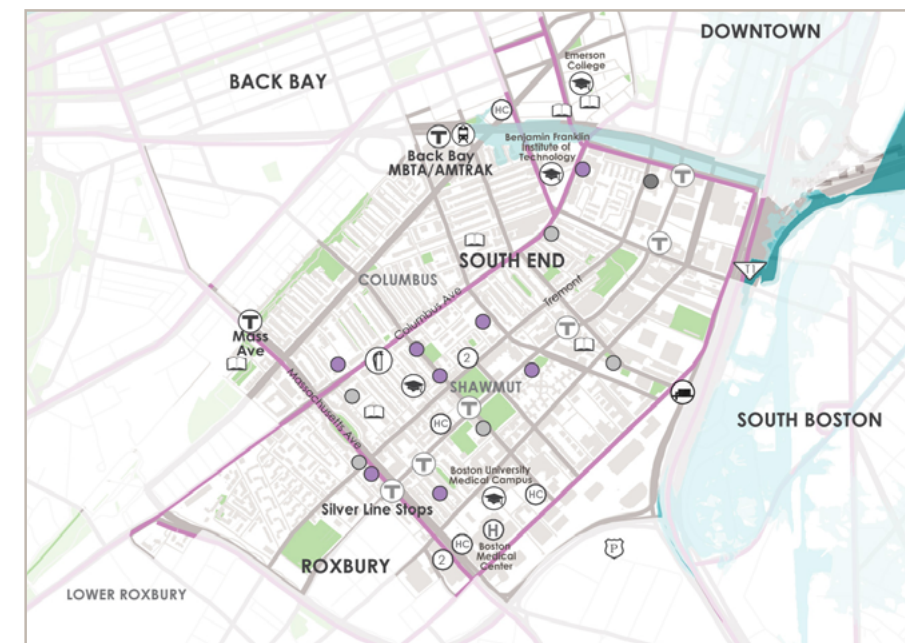 DOWNTOWN
Emerson
College
BACK BAY
HC
T
Back Bay
MBTA/AMTRAK
Benjamin Franklin
Institute of
Technology
T
T
SOUTH END
COLUMBUS
Columbus Ave
Tremont
T1
T
Mass
Ave
T
2
SHAWMUT
Massachusetts Ave
T
HC
SOUTH BOSTON
T
Boston University
Medical Campus
T
HC
Silver Line Stops
H
HC
Boston
Medical
Center
2
P
ROXBURY
LOWER ROXBURY